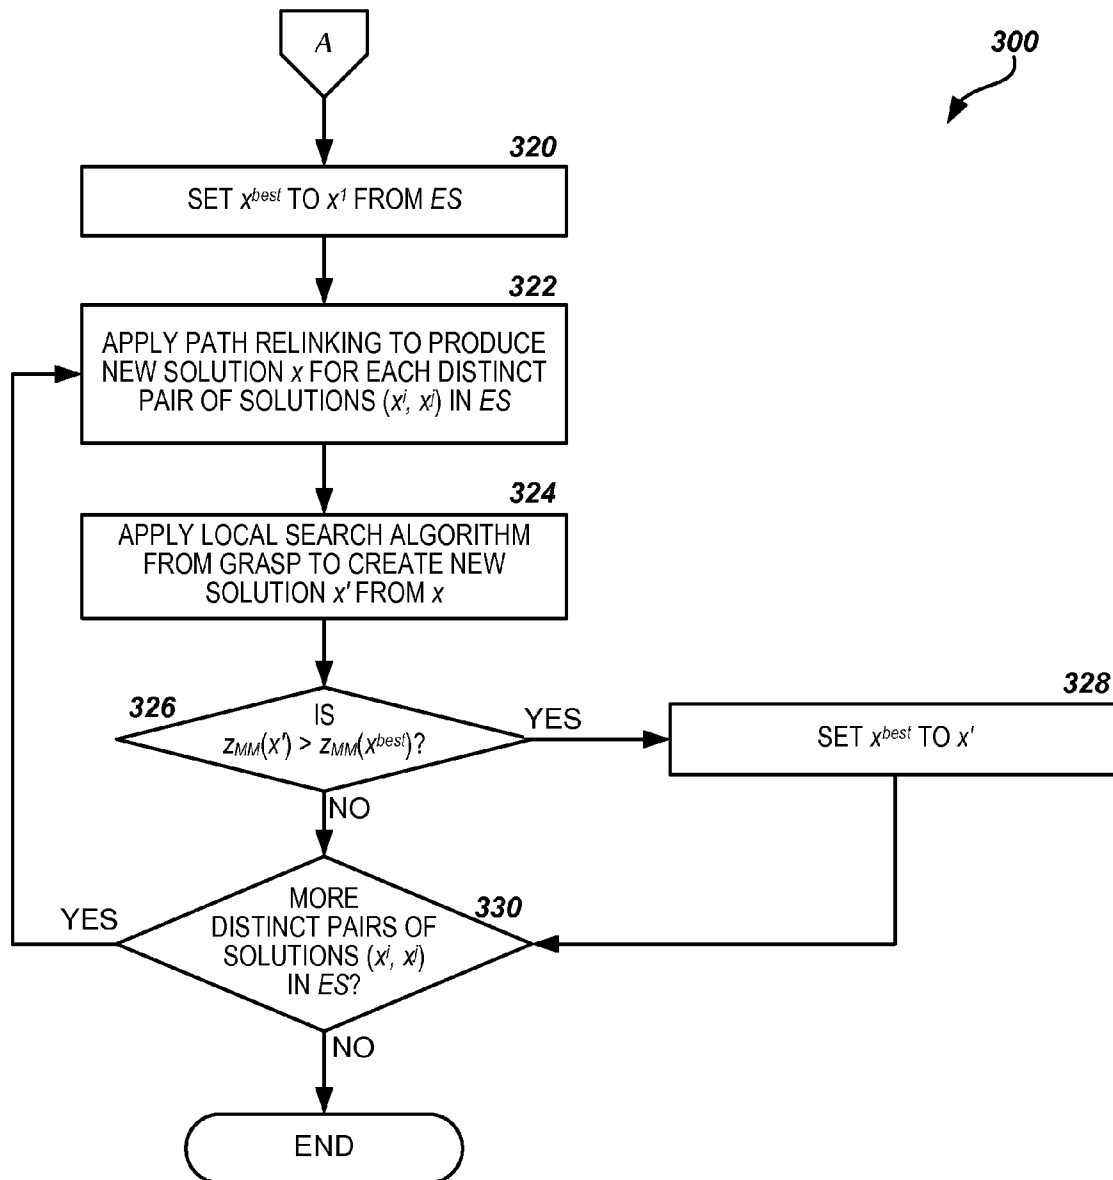 A
300
320
SET x^best TO x^1 FROM ES
322
APPLY PATH RELINKING TO PRODUCE
NEW SOLUTION x FOR EACH DISTINCT
PAIR OF SOLUTIONS (x^i, x^j) IN ES
324
APPLY LOCAL SEARCH ALGORITHM
FROM GRASP TO CREATE NEW
SOLUTION x' FROM x
326
IS
z_MM(x') > z_MM(x^best)?
YES
328
SET x^best TO x'
NO
330
MORE
DISTINCT PAIRS OF
SOLUTIONS (x^i, x^j)
IN ES?
YES
NO
END